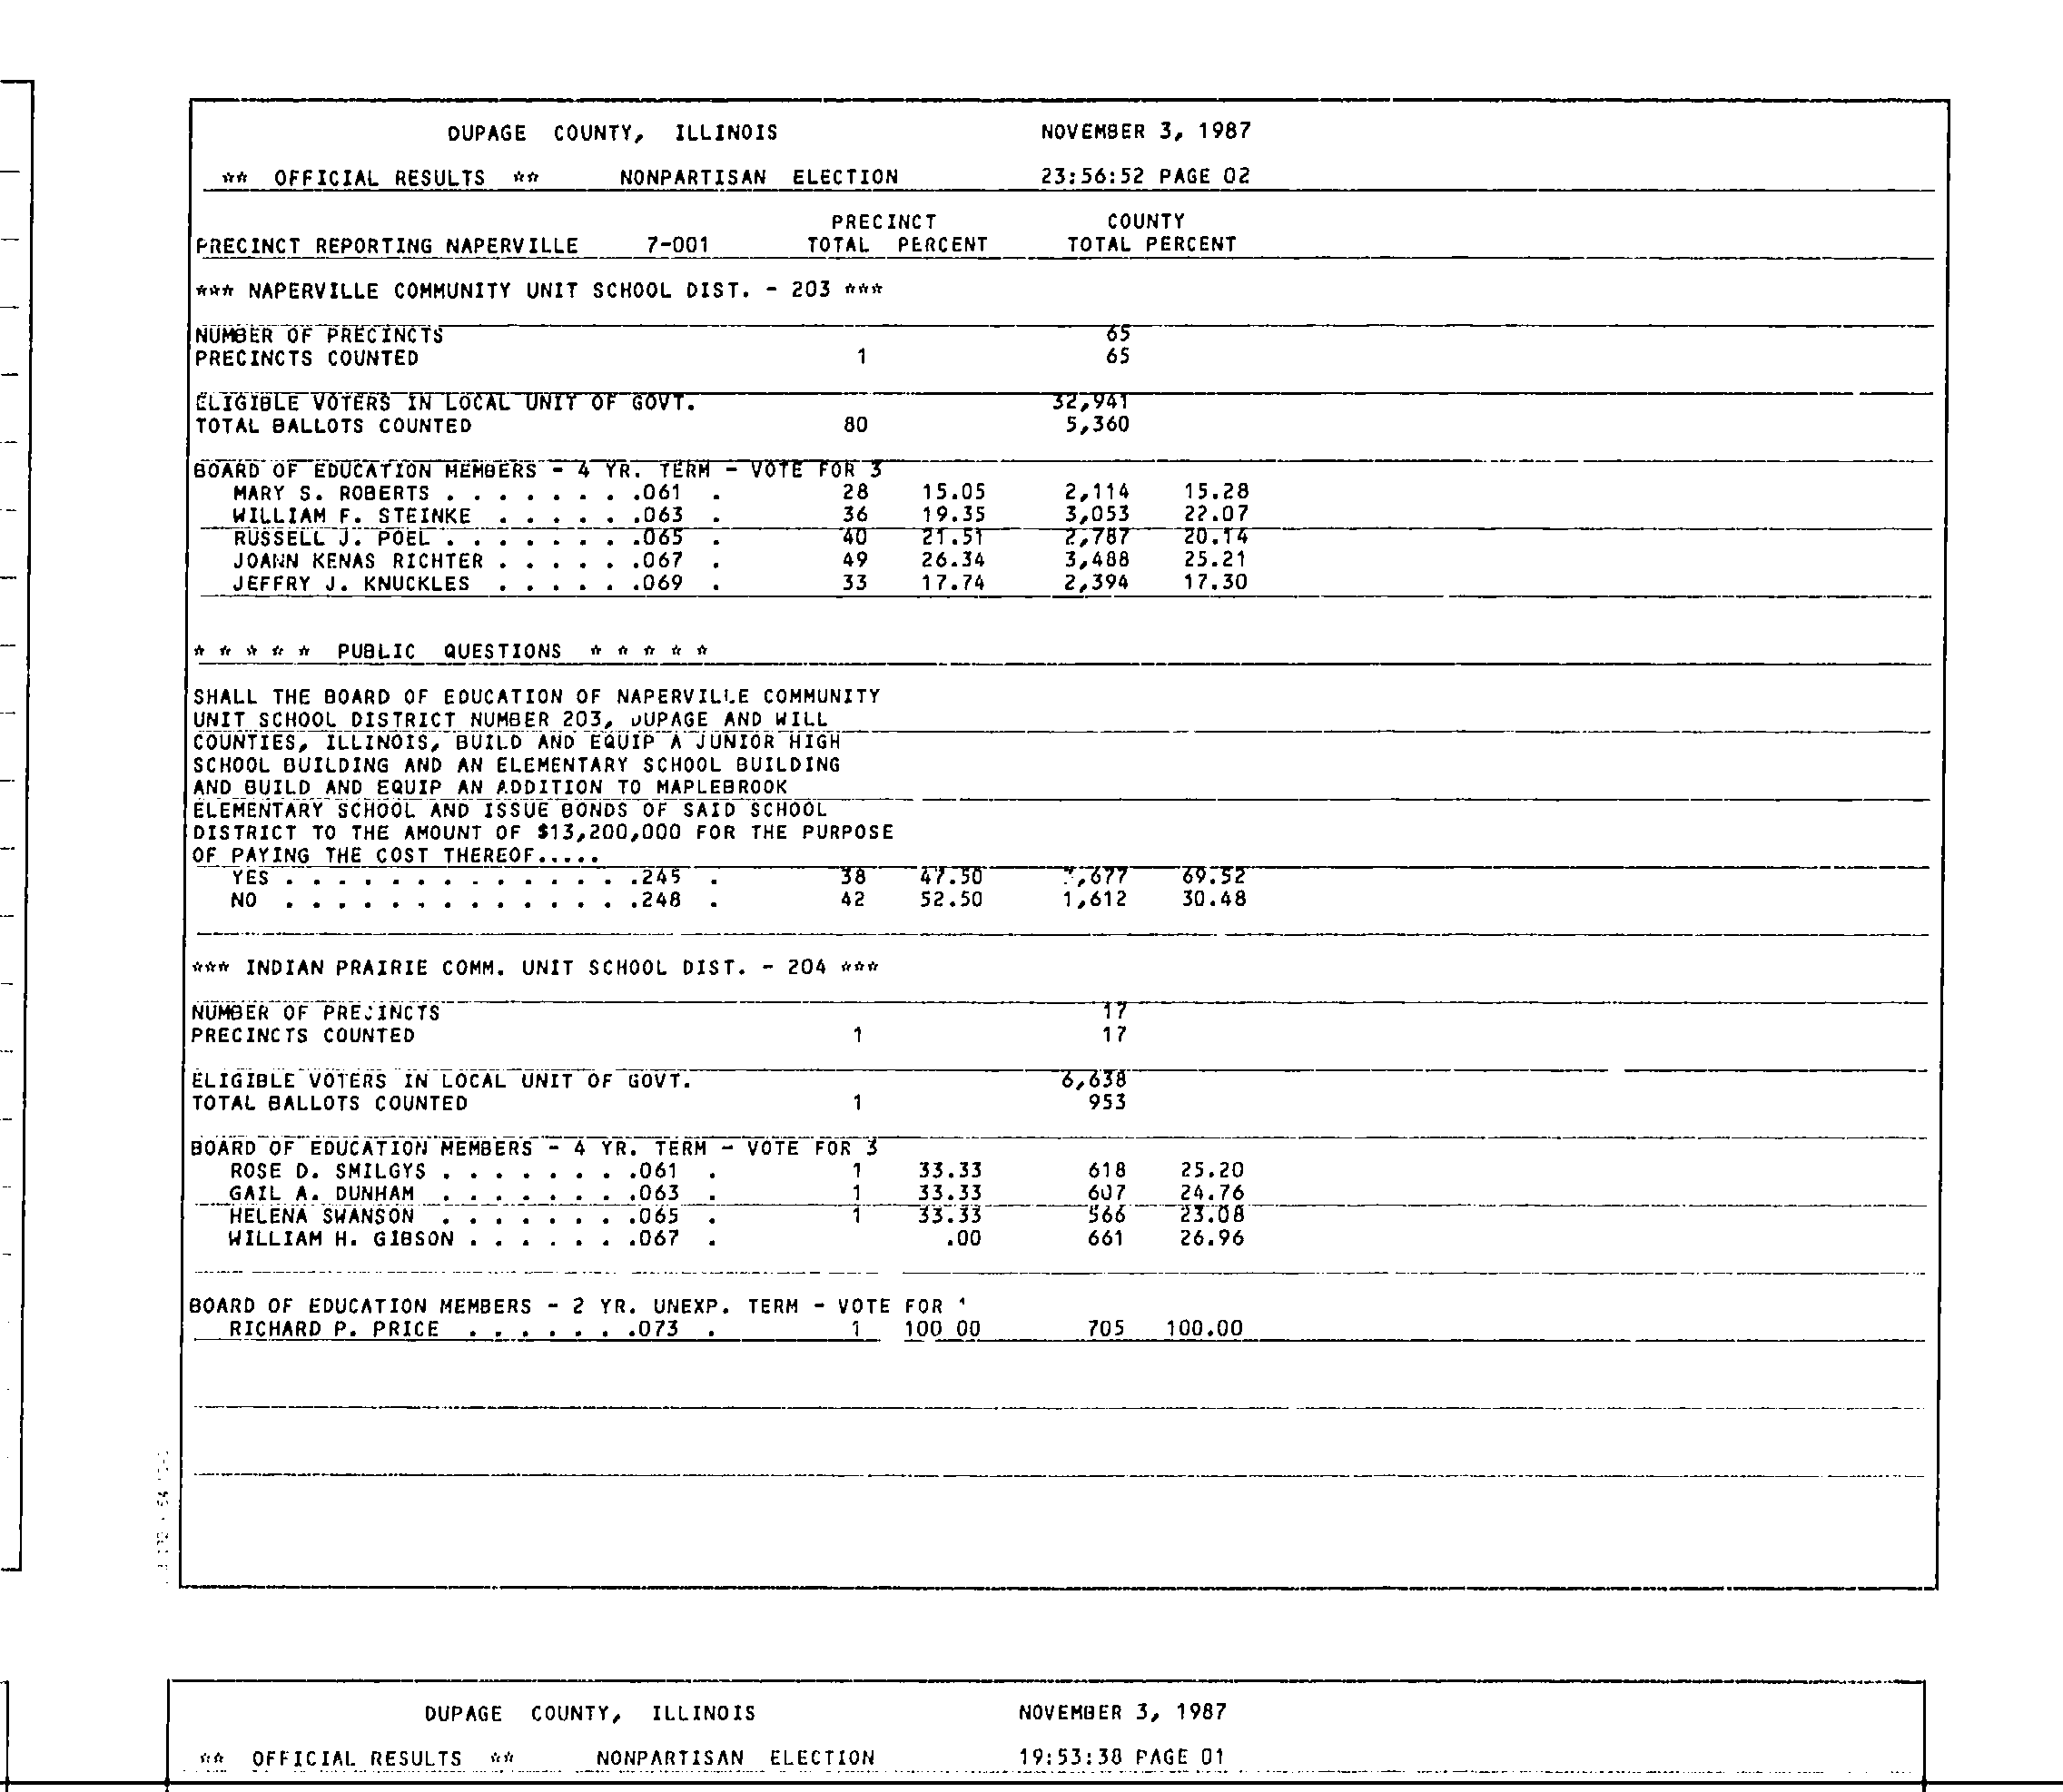 DUPAGE COUNTY, ILLINOIS NOVEMBER 3, 1987
** OFFICIAL RESULTS ** NONPARTISAN ELECTION 23:56:52 PAGE 02
PRECINCT COUNTY
PRECINCT REPORTING NAPERVILLE 7-001 TOTAL PERCENT TOTAL PERCENT
*** NAPERVILLE COMMUNITY UNIT SCHOOL DIST. - 203 ***
NUMBER OF PRECINCTS 65
PRECINCTS COUNTED 1 65
ELIGIBLE VOTERS IN LOCAL UNIT OF GOVT. 32,941
TOTAL BALLOTS COUNTED 80 5,360
BOARD OF EDUCATION MEMBERS - 4 YR. TERM - VOTE FOR 3
MARY S. ROBERTS . . . . . . . .061 . 28 15.05 2,114 15.28
WILLIAM F. STEINKE . . . . . .063 . 36 19.35 3,053 22.07
RUSSELL J. POEL . . . . . . . .065 . 40 21.51 2,787 20.14
JOANN KENAS RICHTER . . . . . .067 . 49 26.34 3,488 25.21
JEFFRY J. KNUCKLES . . . . . .069 . 33 17.74 2,394 17.30
* * * * * PUBLIC QUESTIONS * * * * *
SHALL THE BOARD OF EDUCATION OF NAPERVILLE COMMUNITY
UNIT SCHOOL DISTRICT NUMBER 203, DUPAGE AND WILL
COUNTIES, ILLINOIS, BUILD AND EQUIP A JUNIOR HIGH
SCHOOL BUILDING AND AN ELEMENTARY SCHOOL BUILDING
AND BUILD AND EQUIP AN ADDITION TO MAPLEBROOK
ELEMENTARY SCHOOL AND ISSUE BONDS OF SAID SCHOOL
DISTRICT TO THE AMOUNT OF $13,200,000 FOR THE PURPOSE
OF PAYING THE COST THEREOF.....
YES . . . . . . . . . . . . . .245 . 38 47.50 ,677 69.52
NO . . . . . . . . . . . . . .248 . 42 52.50 1,612 30.48
*** INDIAN PRAIRIE COMM. UNIT SCHOOL DIST. - 204 ***
NUMBER OF PRECINCTS 17
PRECINCTS COUNTED 1 17
ELIGIBLE VOTERS IN LOCAL UNIT OF GOVT. 6,638
TOTAL BALLOTS COUNTED 1 953
BOARD OF EDUCATION MEMBERS - 4 YR. TERM - VOTE FOR 3
ROSE D. SMILGYS . . . . . . . .061 . 1 33.33 618 25.20
GAIL A. DUNHAM . . . . . . . .063 . 1 33.33 607 24.76
HELENA SWANSON . . . . . . . .065 . 1 33.33 566 23.08
WILLIAM H. GIBSON . . . . . . .067 . .00 661 26.96
BOARD OF EDUCATION MEMBERS - 2 YR. UNEXP. TERM - VOTE FOR
RICHARD P. PRICE . . . . . . .073 . 1 100 00 705 100.00
DUPAGE COUNTY, ILLINOIS NOVEMBER 3, 1987
** OFFICIAL RESULTS ** NONPARTISAN ELECTION 19:53:38 PAGE 01